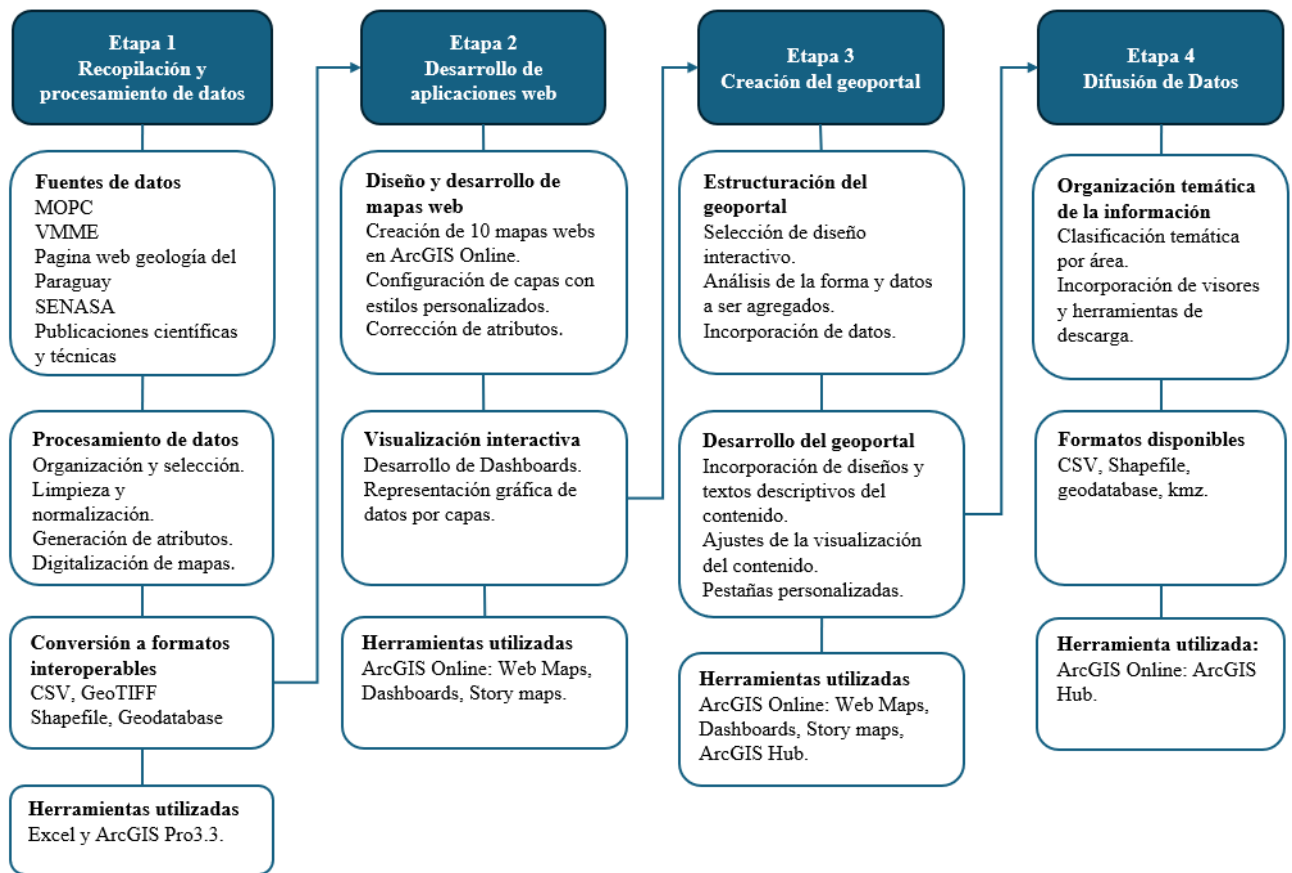 Etapa 1
Recopilación y
procesamiento de datos
Fuentes de datos
MOPC
VMME
Pagina web geología del
Paraguay
SENASA
Publicaciones científicas
y técnicas
Procesamiento de datos
Organización y selección.
Limpieza y
normalización.
Generación de atributos.
Digitalización de mapas.
Conversión a formatos
interoperables
CSV, GeoTIFF
Shapefile, Geodatabase
Herramientas utilizadas
Excel y ArcGIS Pro3.3.
Etapa 2
Desarrollo de
aplicaciones web
Diseño y desarrollo de
mapas web
Creación de 10 mapas webs
en ArcGIS Online.
Configuración de capas con
estilos personalizados.
Corrección de atributos.
Visualización interactiva
Desarrollo de Dashboards.
Representación gráfica de
datos por capas.
Herramientas utilizadas
ArcGIS Online: Web Maps,
Dashboards, Story maps.
Etapa 3
Creación del geoportal
Estructuración del
geoportal
Selección de diseño
interactivo.
Análisis de la forma y datos
a ser agregados.
Incorporación de datos.
Desarrollo del geoportal
Incorporación de diseños y
textos descriptivos del
contenido.
Ajustes de la visualización
del contenido.
Pestañas personalizadas.
Herramientas utilizadas
ArcGIS Online: Web Maps,
Dashboards, Story maps,
ArcGIS Hub.
Etapa 4
Difusión de Datos
Organización temática
de la información
Clasificación temática
por área.
Incorporación de visores
y herramientas de
descarga.
Formatos disponibles
CSV, Shapefile,
geodatabase, kmz.
Herramienta utilizada:
ArcGIS Online: ArcGIS
Hub.